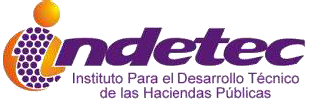 indetec
Instituto Para el Desarrollo Técnico
de las Haciendas Públicas